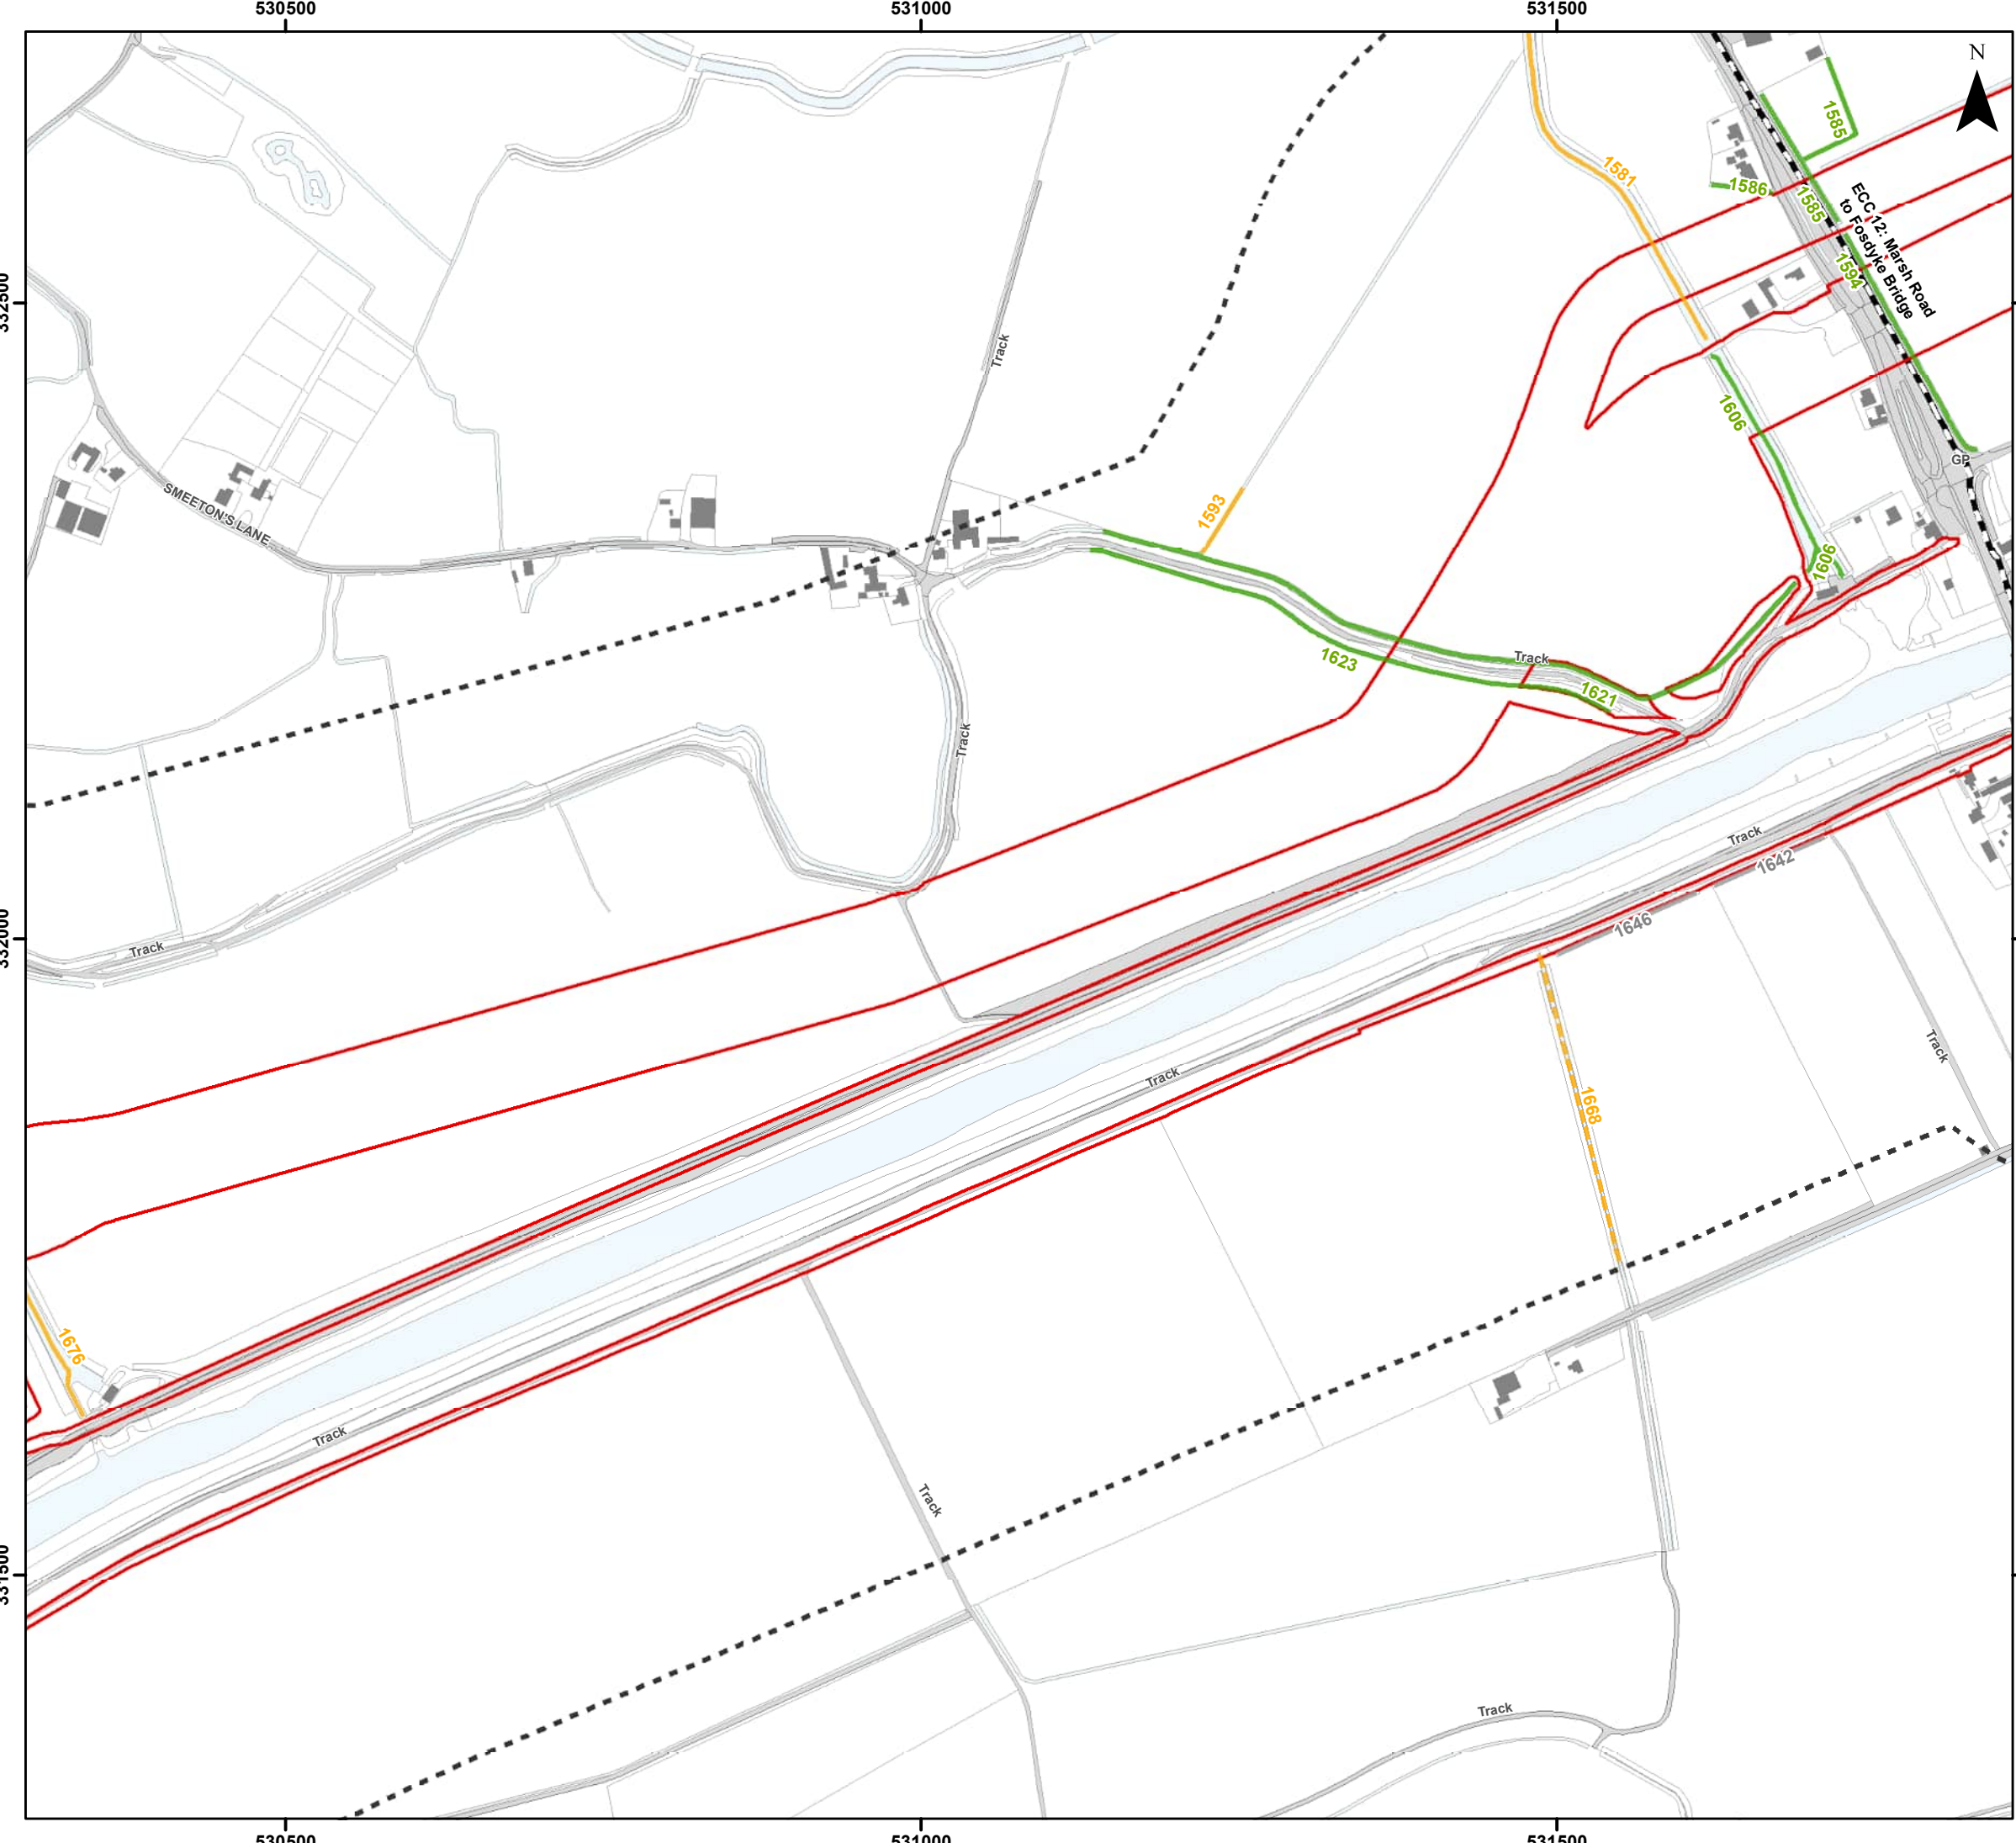 530500
531000
531500
N
1585
1581
1586
1585
ECC 12: Marsh Road
to Fosdyke Bridge
1594
Track
1606
GP
SMEETON'S LANE
1593
1606
Track
1623
1621
Track
Track
1642
1646
Track
Track
Track
1668
1676
Track
Track
Track
530500
531000
531500